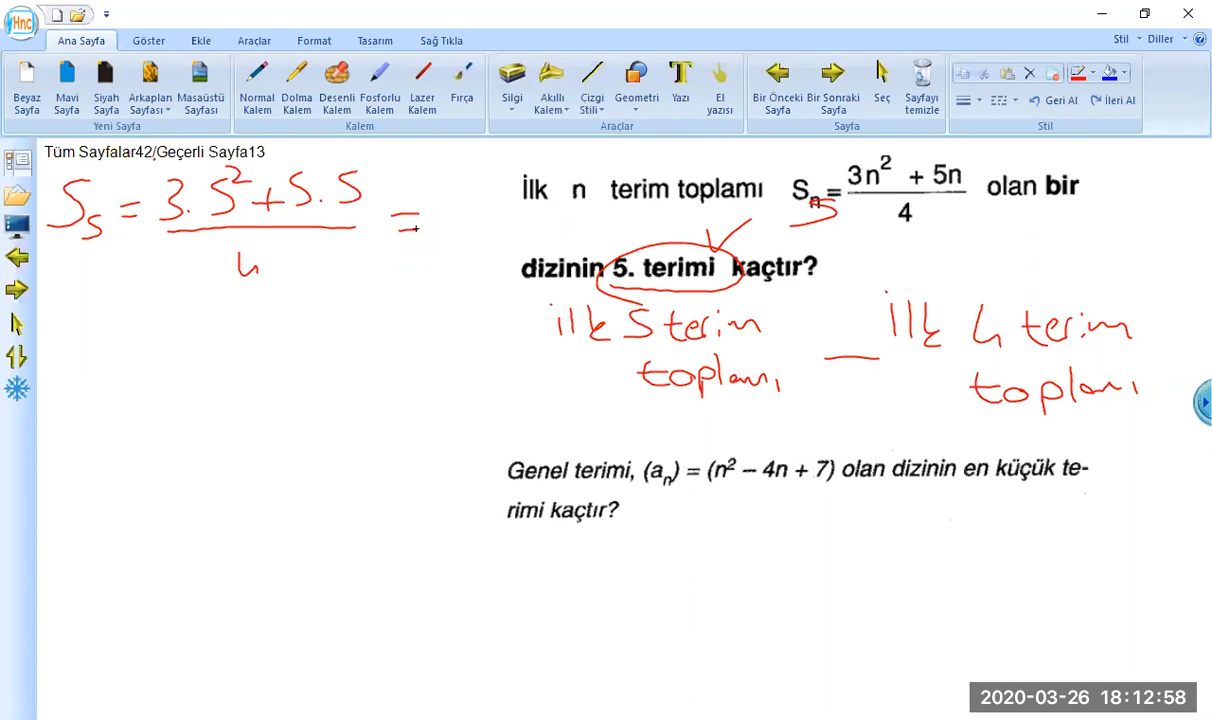 Hnc
Ana Sayfa Göster Ekle Araçlar Format Tasarım Sağ Tıkla
Stil Diller
Beyaz Sayfa
Mavi Sayfa
Siyah Sayfa
Arkaplan Sayfası
Masaüstü Sayfası
Yeni Sayfa
Normal Kalem
Dolma Kalem
Desenli Kalem
Fosforlu Kalem
Lazer Kalem
Fırça
Kalem
Silgi
Akıllı Kalem
Çizgi Stili
Geometri
Yazı
El yazısı
Araçlar
Bir Önceki Sayfa
Bir Sonraki Sayfa
Seç
Sayfayı temizle
Sayfa
Geri Al İleri Al
Stil
Tüm Sayfalar42/Geçerli Sayfa13
S₅ = (3.5² + 5.5)/4 =
İlk n terim toplamı Sₙ = (3n² + 5n)/4 olan bir
5
dizinin 5. terimi kaçtır?
ilk 5 terim toplamı – ilk 4 terim toplamı
Genel terimi, (aₙ) = (n² – 4n + 7) olan dizinin en küçük te-
rimi kaçtır?
2020-03-26 18:12:58